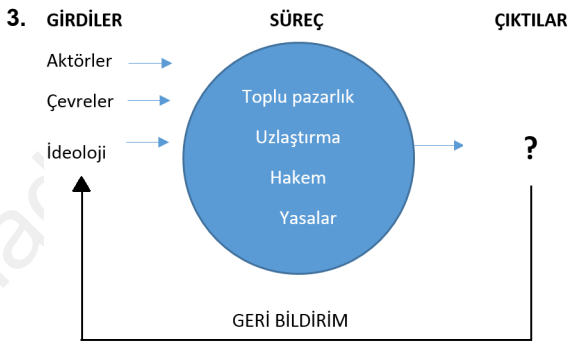 3. GİRDİLER SÜREÇ ÇIKTILAR
Aktörler
Çevreler
İdeoloji
Toplu pazarlık
Uzlaştırma
Hakem
Yasalar
?
GERİ BİLDİRİM